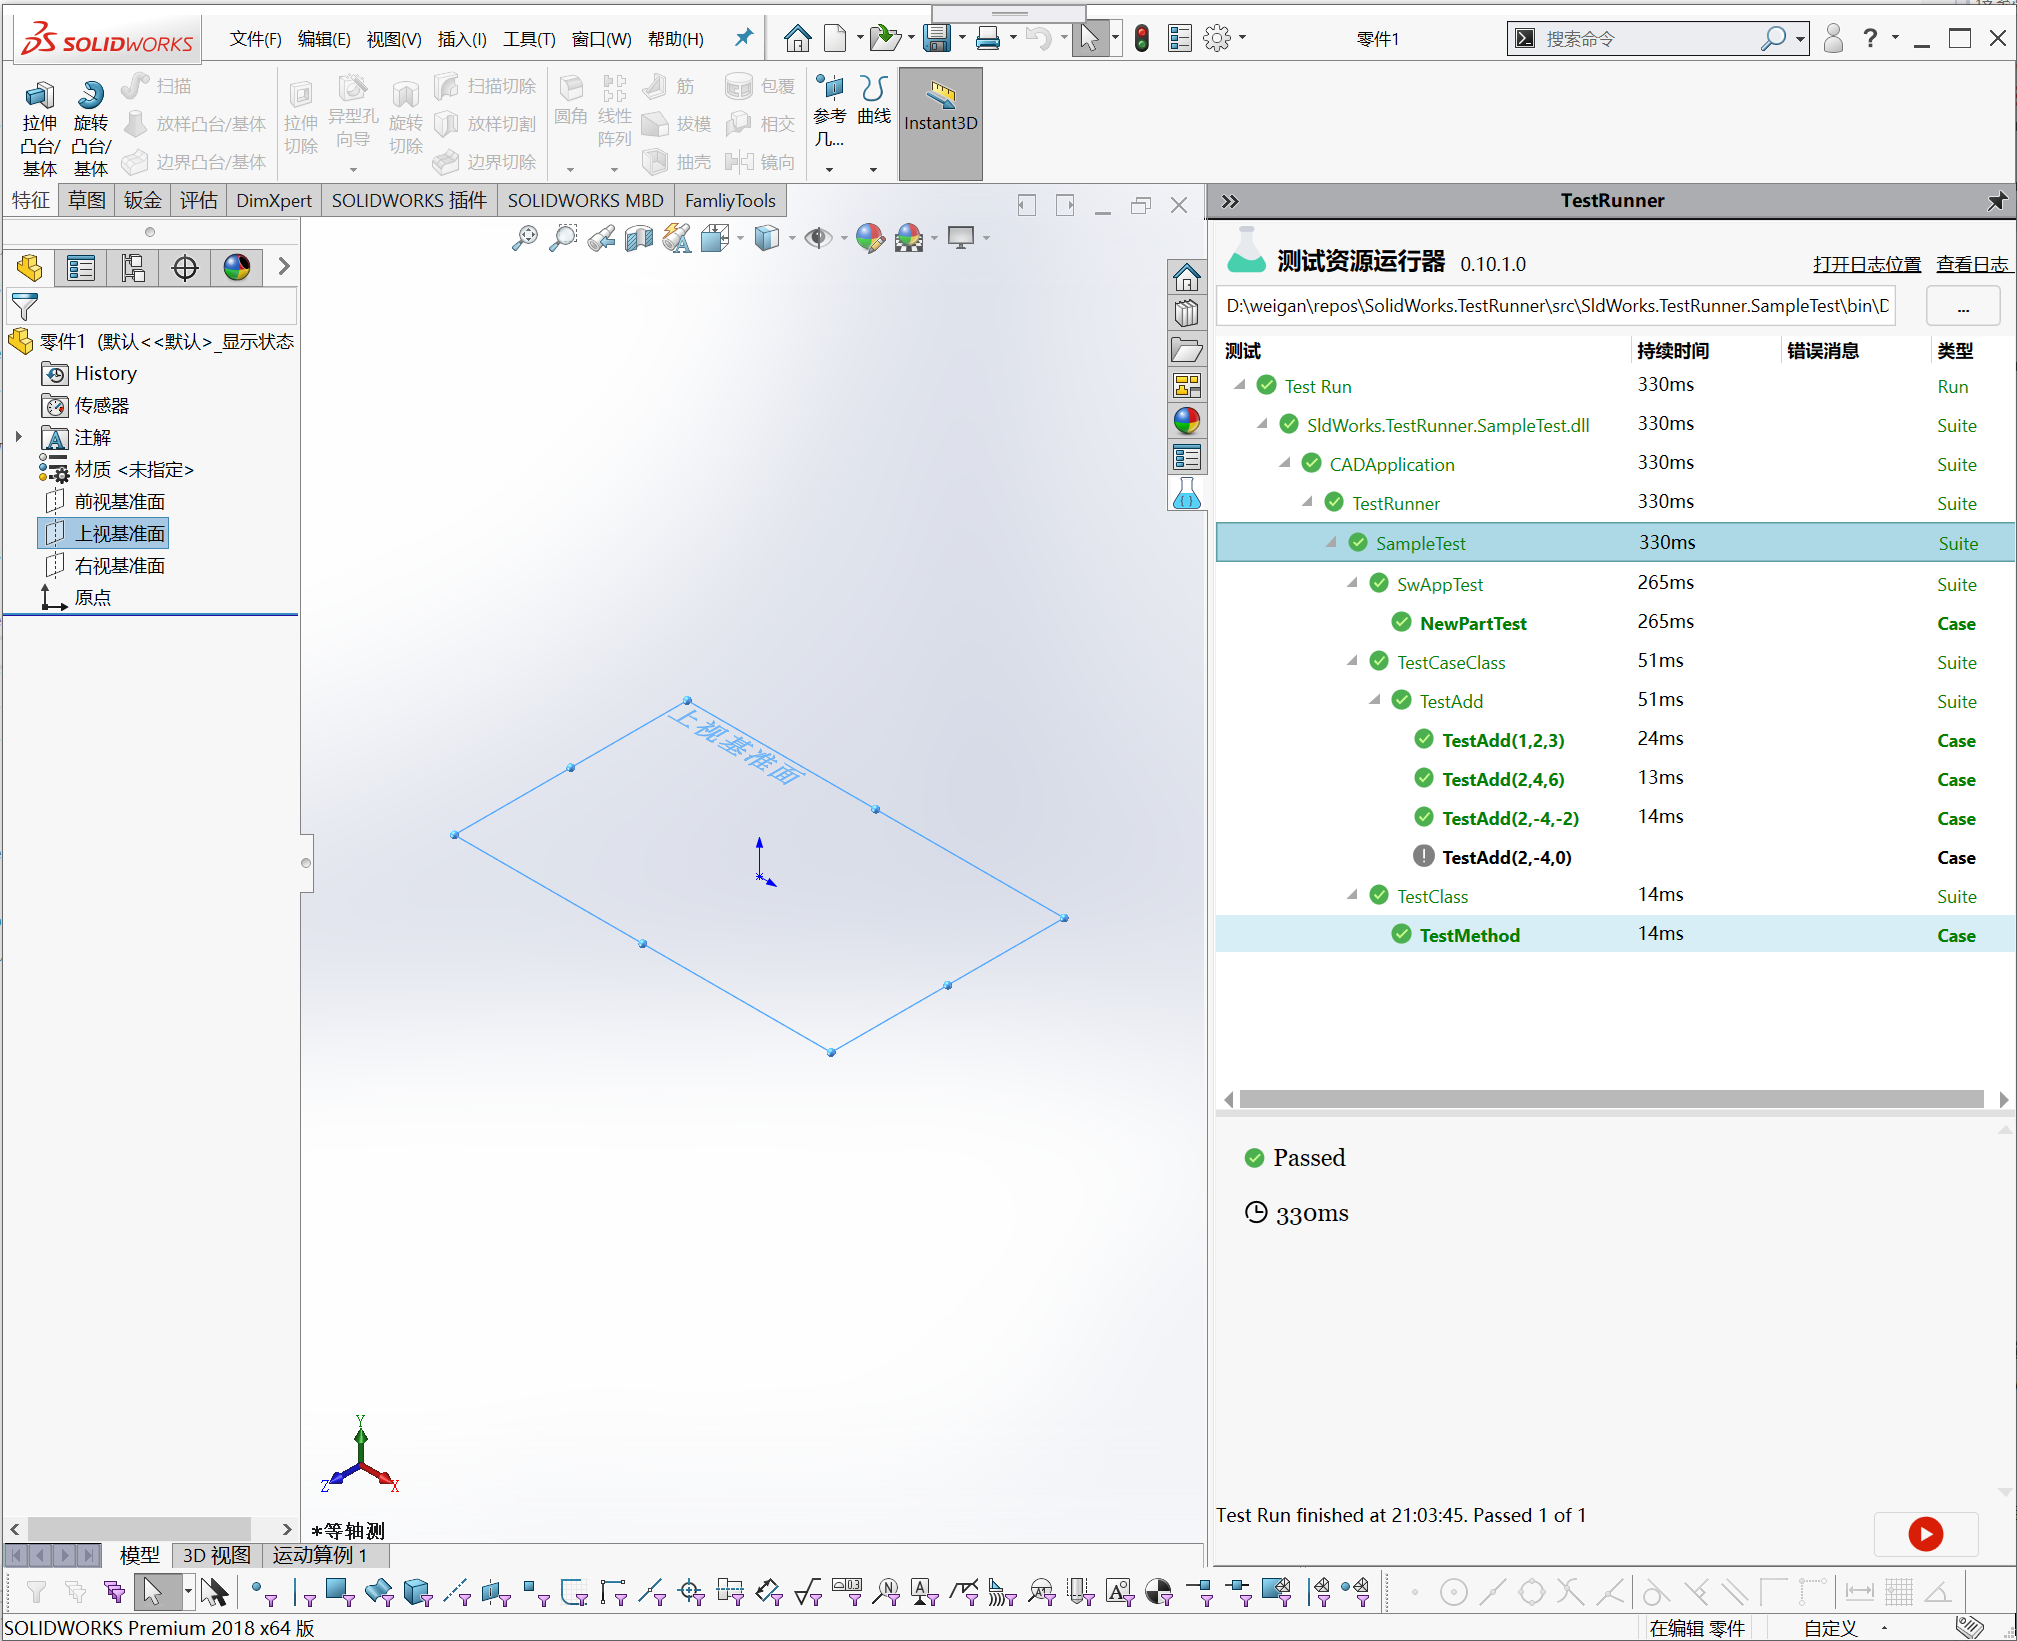 SOLIDWORKS 文件(F) 编辑(E) 视图(V) 插入(I) 工具(T) 窗口(W) 帮助(H) 零件1 搜索命令 ?
拉伸凸台/基体
旋转凸台/基体
扫描
放样凸台/基体
边界凸台/基体
拉伸切除
异型孔向导
旋转切除
扫描切除
放样切割
边界切除
圆角
线性阵列
筋
拔模
抽壳
包覆
相交
镜向
参考几...
曲线
Instant3D
特征 草图 钣金 评估 DimXpert SOLIDWORKS 插件 SOLIDWORKS MBD FamliyTools
零件1 (默认<<默认>_显示状态
History
传感器
注解
材质 <未指定>
前视基准面
上视基准面
右视基准面
原点
上视基准面
Y
Z
X
*等轴测
模型 3D 视图 运动算例 1
TestRunner
测试资源运行器 0.10.1.0 打开日志位置 查看日志
D:\weigan\repos\SolidWorks.TestRunner\src\SldWorks.TestRunner.SampleTest\bin\D ...
测试 持续时间 错误消息 类型
Test Run 330ms Run
SldWorks.TestRunner.SampleTest.dll 330ms Suite
CADApplication 330ms Suite
TestRunner 330ms Suite
SampleTest 330ms Suite
SwAppTest 265ms Suite
NewPartTest 265ms Case
TestCaseClass 51ms Suite
TestAdd 51ms Suite
TestAdd(1,2,3) 24ms Case
TestAdd(2,4,6) 13ms Case
TestAdd(2,-4,-2) 14ms Case
TestAdd(2,-4,0) Case
TestClass 14ms Suite
TestMethod 14ms Case
Passed
330ms
Test Run finished at 21:03:45. Passed 1 of 1
SOLIDWORKS Premium 2018 x64 版 在编辑 零件 自定义